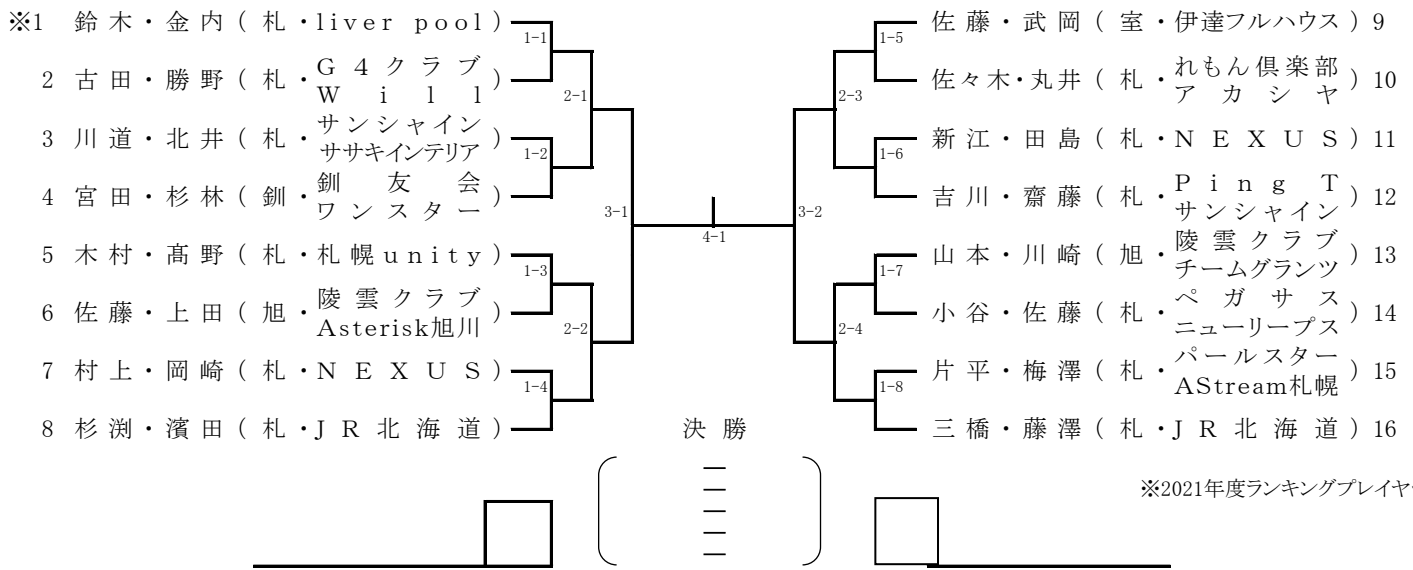 ※1 鈴木・金内(札・liver pool)
1-1
2 古田・勝野(札・G4クラブ
Will)
2-1
3 川道・北井(札・サンシャイン
ササキインテリア)
1-2
4 宮田・杉林(釧・釧友会
ワンスター)
3-1
5 木村・髙野(札・札幌unity)
1-3
6 佐藤・上田(旭・陵雲クラブ
Asterisk旭川)
2-2
7 村上・岡崎(札・NEXUS)
1-4
8 杉渕・濱田(札・JR北海道)
4-1
佐藤・武岡(室・伊達フルハウス)9
1-5
佐々木・丸井(札・れもん倶楽部
アカシヤ)10
2-3
新江・田島(札・NEXUS)11
1-6
吉川・齋藤(札・Ping T
サンシャイン)12
3-2
山本・川崎(旭・陵雲クラブ
チームグランツ)13
1-7
小谷・佐藤(札・ペガサス
ニューリープス)14
2-4
片平・梅澤(札・パールスター
AStream札幌)15
1-8
三橋・藤澤(札・JR北海道)16
決勝
※2021年度ランキングプレイヤ